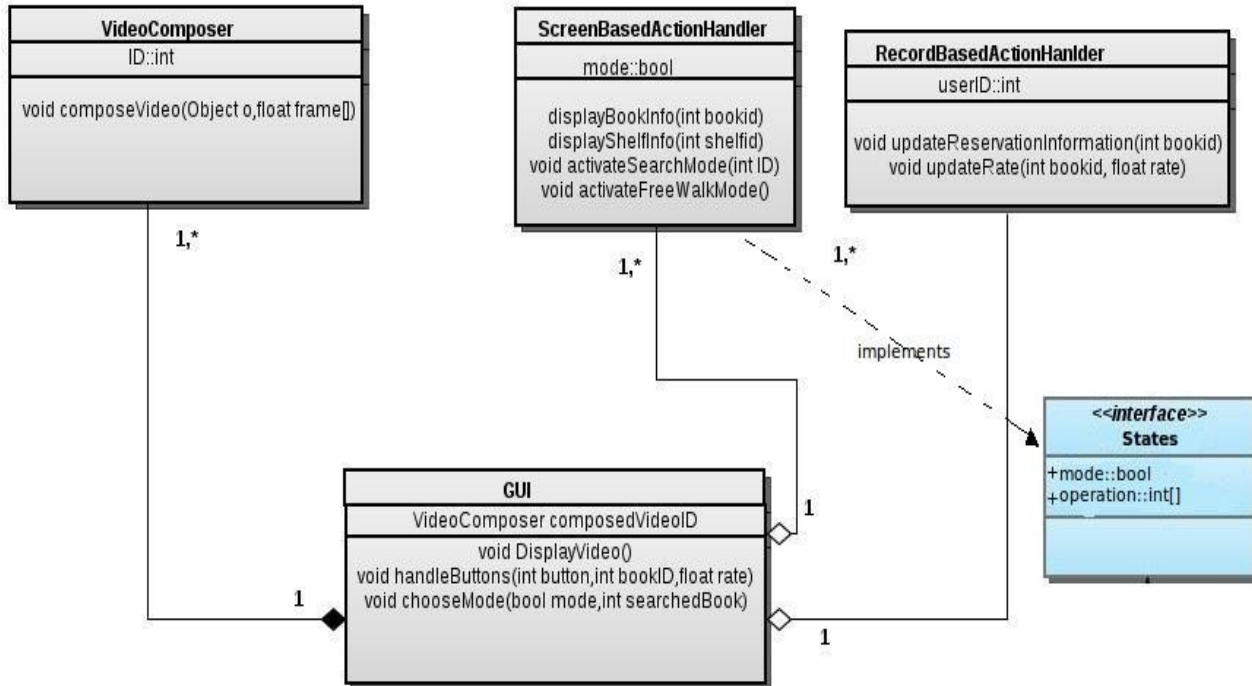 VideoComposer
ID::int
void composeVideo(Object o,float frame[])
ScreenBasedActionHandler
mode::bool
displayBookInfo(int bookid)
displayShelfInfo(int shelfid)
void activateSearchMode(int ID)
void activateFreeWalkMode()
RecordBasedActionHanlder
userID::int
void updateReservationInformation(int bookid)
void updateRate(int bookid, float rate)
1,*
1,*
1,*
implements
<<interface>>
States
+mode::bool
+operation::int[]
GUI
VideoComposer composedVideoID
void DisplayVideo()
void handleButtons(int button,int bookID,float rate)
void chooseMode(bool mode,int searchedBook)
1
1
1